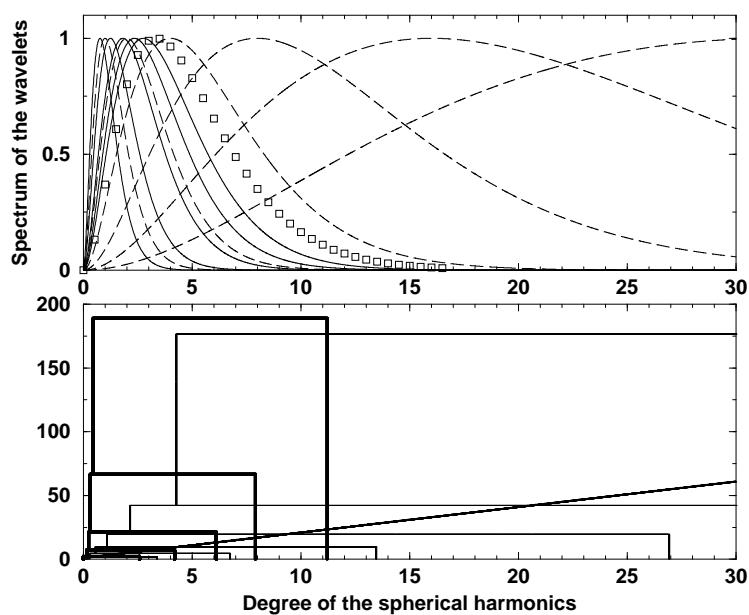 Spectrum of the wavelets
1
0.5
0
0 5 10 15 20 25 30
200
150
100
50
0
0 5 10 15 20 25 30
Degree of the spherical harmonics